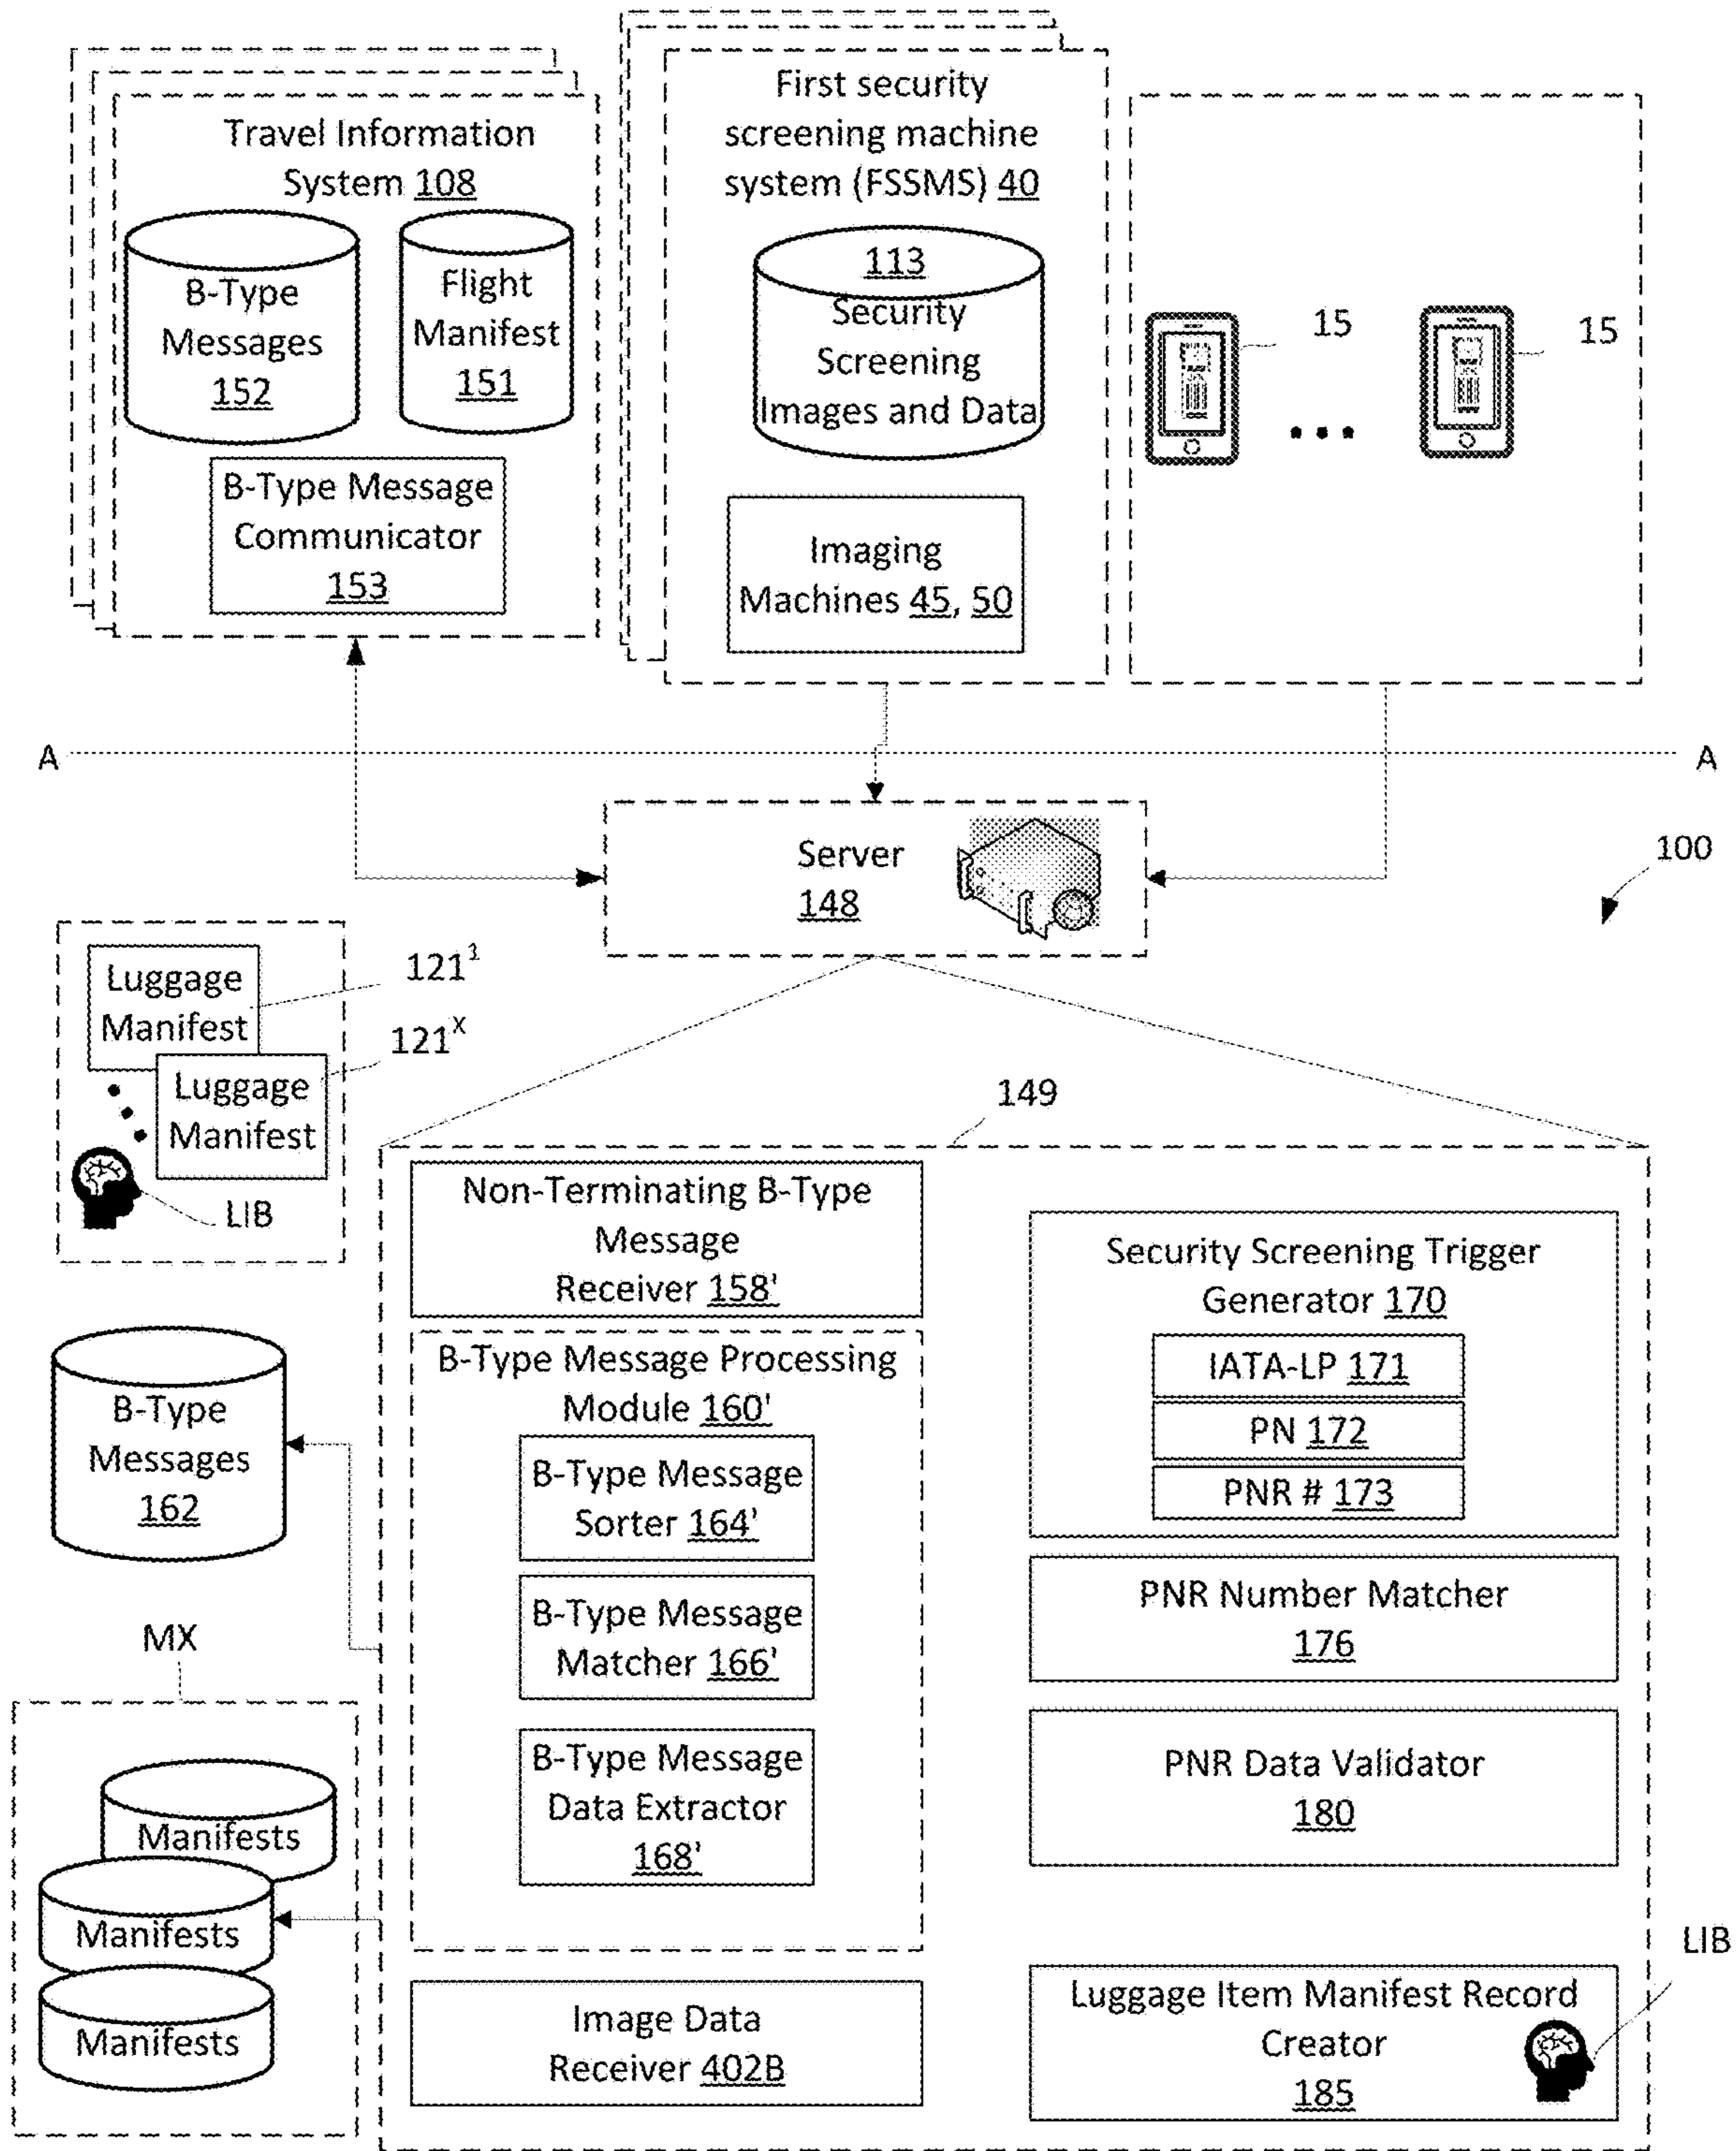 Travel Information
System 108
B-Type
Messages
152
Flight
Manifest
151
B-Type Message
Communicator
153
First security
screening machine
system (FSSMS) 40
113
Security
Screening
Images and Data
Imaging
Machines 45, 50
15
15
A
A
Server
148
100
Luggage
Manifest
121¹
Luggage
Manifest
121ˣ
LIB
149
Non-Terminating B-Type
Message
Receiver 158'
B-Type Message Processing
Module 160'
B-Type Message
Sorter 164'
B-Type Message
Matcher 166'
B-Type Message
Data Extractor
168'
Image Data
Receiver 402B
Security Screening Trigger
Generator 170
IATA-LP 171
PN 172
PNR # 173
PNR Number Matcher
176
PNR Data Validator
180
Luggage Item Manifest Record
Creator
185
LIB
B-Type
Messages
162
MX
Manifests
Manifests
Manifests